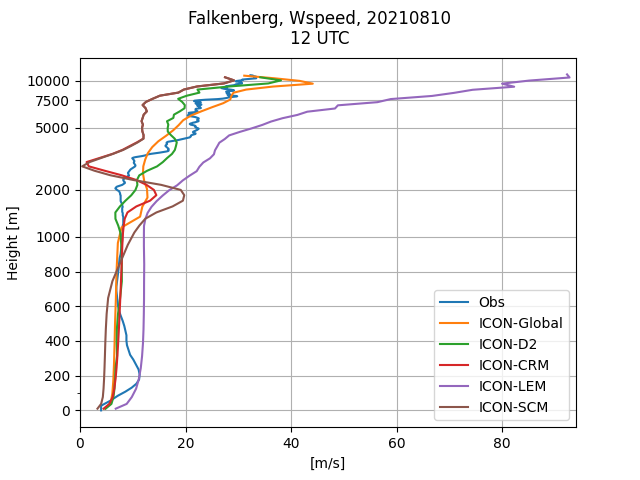 Falkenberg, Wspeed, 20210810
12 UTC
10000
7500
5000
2000
1000
800
600
400
200
0
Height [m]
Obs
ICON-Global
ICON-D2
ICON-CRM
ICON-LEM
ICON-SCM
0 20 40 60 80
[m/s]